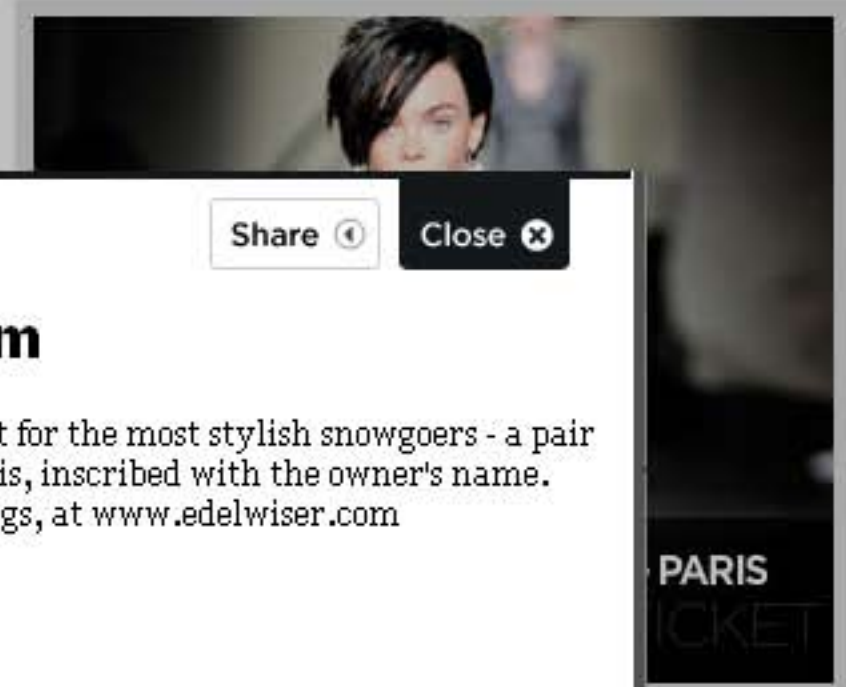 Share
Close
m
t for the most stylish snowgoers - a pair
is, inscribed with the owner's name.
gs, at www.edelwiser.com
PARIS
ICKET